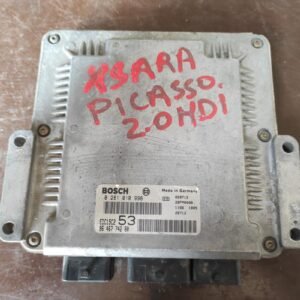 XSARA
PICASSO.
2.0HDI
Made in Germany
BOSCH
0 281 010 996
EDC15C2 53
96 467 742 80